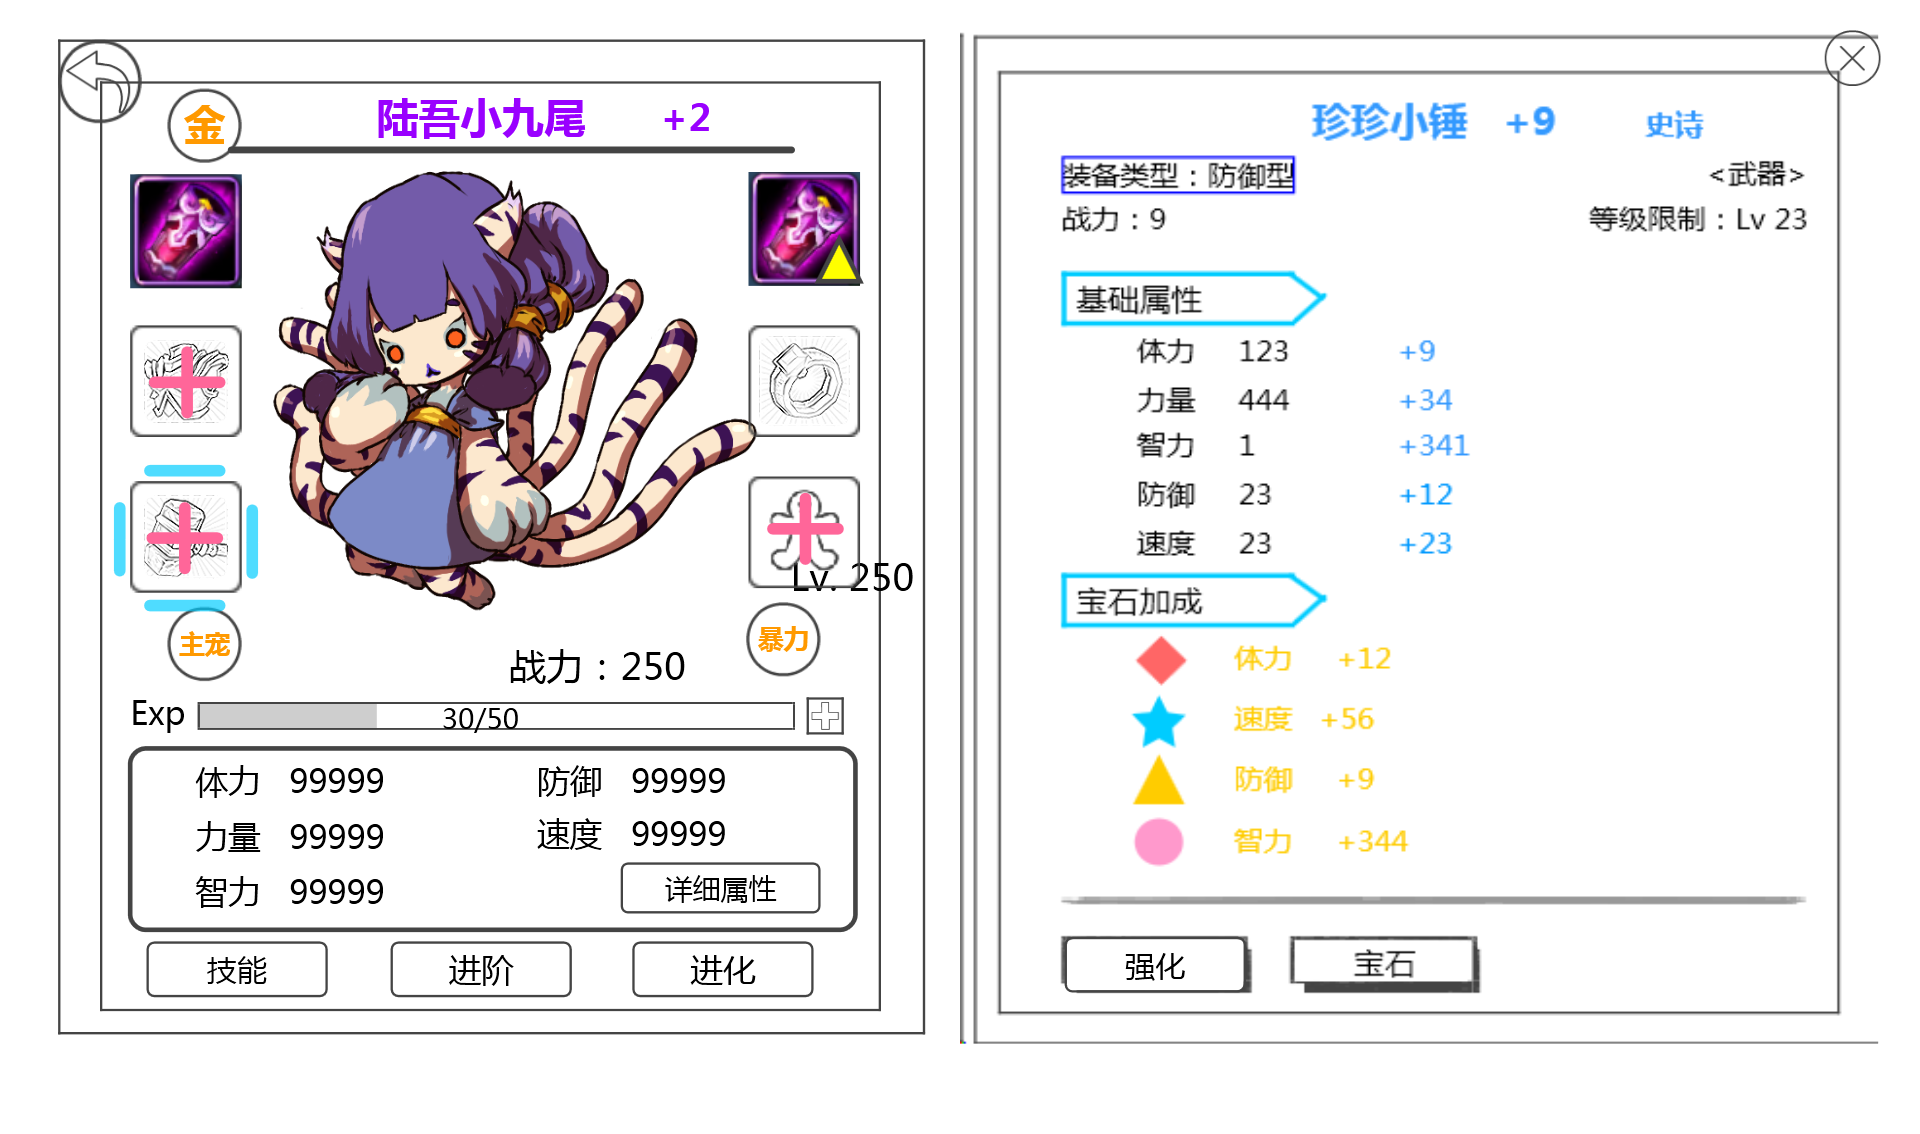 金
陆吾小九尾 +2
Lv. 250
主宠
暴力
战力：250
Exp 30/50
体力 99999 防御 99999
力量 99999 速度 99999
智力 99999 详细属性
技能 进阶 进化
珍珍小锤 +9 史诗
装备类型：防御型 <武器>
战力：9 等级限制：Lv 23
基础属性
体力 123 +9
力量 444 +34
智力 1 +341
防御 23 +12
速度 23 +23
宝石加成
体力 +12
速度 +56
防御 +9
智力 +344
强化 宝石